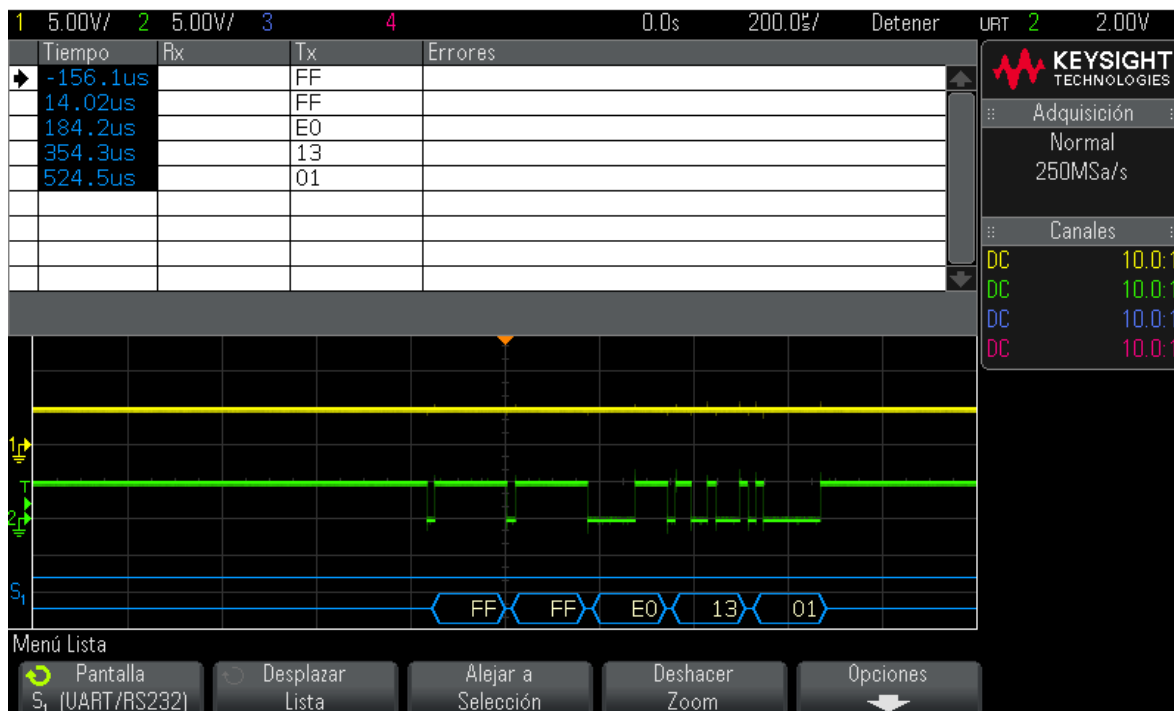 1 5.00V/ 2 5.00V/ 3 4 0.0s 200.0㎲/ Detener URT 2 2.00V
Tiempo Rx Tx Errores
-156.1us FF
14.02us FF
184.2us E0
354.3us 13
524.5us 01
KEYSIGHT
TECHNOLOGIES
Adquisición
Normal
250MSa/s
Canales
DC 10.0:1
DC 10.0:1
DC 10.0:1
DC 10.0:1
1
T
2
S1 FF FF E0 13 01
Menú Lista
Pantalla
S1 (UART/RS232)
Desplazar
Lista
Alejar a
Selección
Deshacer
Zoom
Opciones